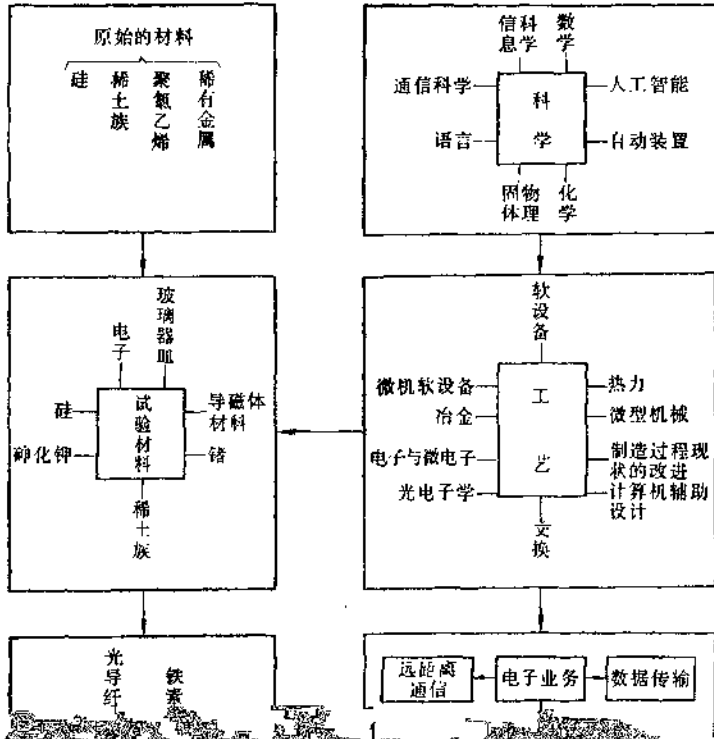 原始的材料
硅
稀土族
聚氯乙烯
稀有金属
信息科学
数学
通信科学
科学
人工智能
语言
自动装置
固体物理
化学
玻璃器皿
电子
硅
试验材料
导磁体材料
砷化钾
锗
稀土族
软设备
微机软设备
工艺
热力
冶金
微型机械
电子与微电子
制造过程现状的改进
光电子学
计算机辅助设计
交换
光导纤
铁素
远距离通信
电子业务
数据传输